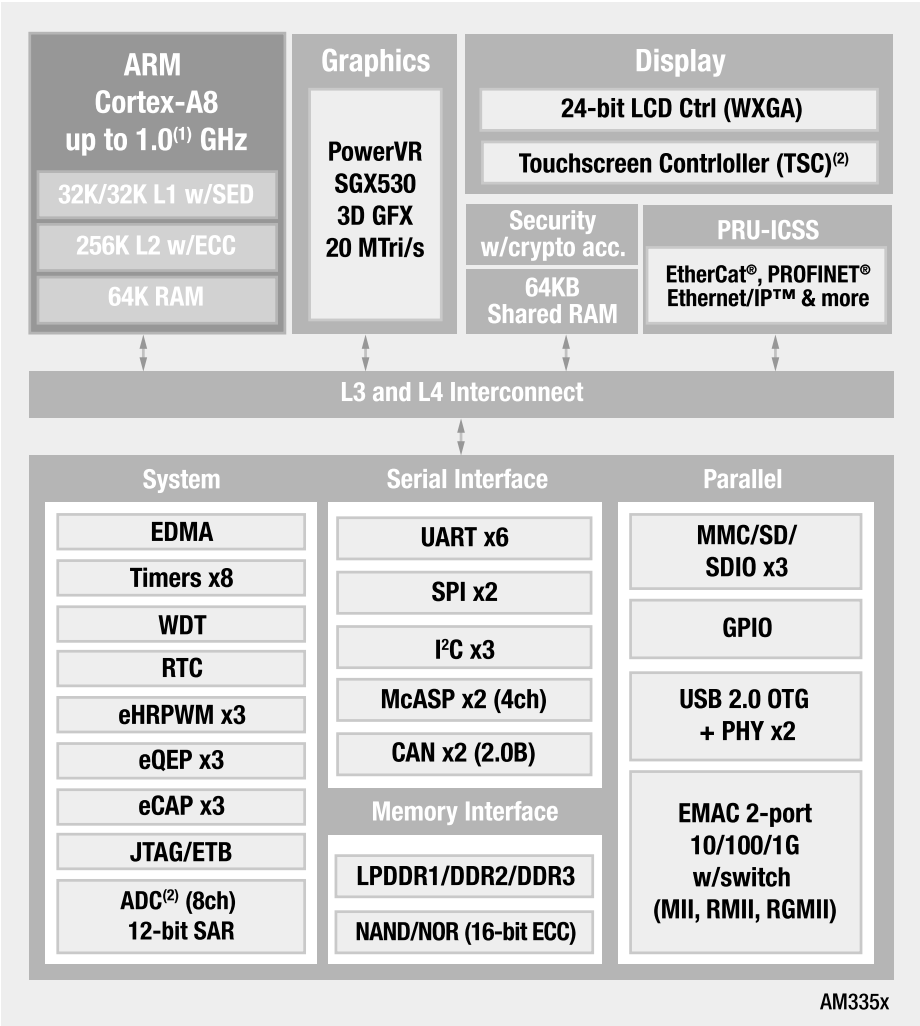 ARM
Cortex-A8
up to 1.0(1) GHz
32K/32K L1 w/SED
256K L2 w/ECC
64K RAM
Graphics
PowerVR
SGX530
3D GFX
20 MTri/s
Display
24-bit LCD Ctrl (WXGA)
Touchscreen Contrloller (TSC)(2)
Security
w/crypto acc.
64KB
Shared RAM
PRU-ICSS
EtherCat®, PROFINET®
Ethernet/IP™ & more
L3 and L4 Interconnect
System
EDMA
Timers x8
WDT
RTC
eHRPWM x3
eQEP x3
eCAP x3
JTAG/ETB
ADC(2) (8ch)
12-bit SAR
Serial Interface
UART x6
SPI x2
I²C x3
McASP x2 (4ch)
CAN x2 (2.0B)
Memory Interface
LPDDR1/DDR2/DDR3
NAND/NOR (16-bit ECC)
Parallel
MMC/SD/
SDIO x3
GPIO
USB 2.0 OTG
+ PHY x2
EMAC 2-port
10/100/1G
w/switch
(MII, RMII, RGMII)
AM335x